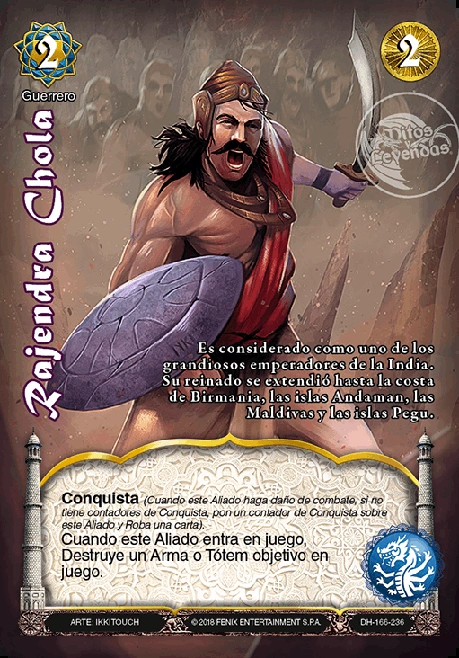 2
2
Guerrero
Rajendra Chola
Mitos y
Leyendas
Es considerado como uno de los
grandiosos emperadores de la India.
Su reinado se extendió hasta la costa
de Birmania, las islas Andaman, las
Maldivas y las islas Pegu.
Conquista (Cuando este Aliado haga daño de combate, si no
tiene contadores de Conquista, pon un contador de Conquista sobre
este Aliado y Roba una carta).
Cuando este Aliado entra en juego,
Destruye un Arma o Tótem objetivo en
juego.
ARTE: IKKITOUCH
©2018 FENIX ENTERTAINMENT S.P.A.
DH-166-236